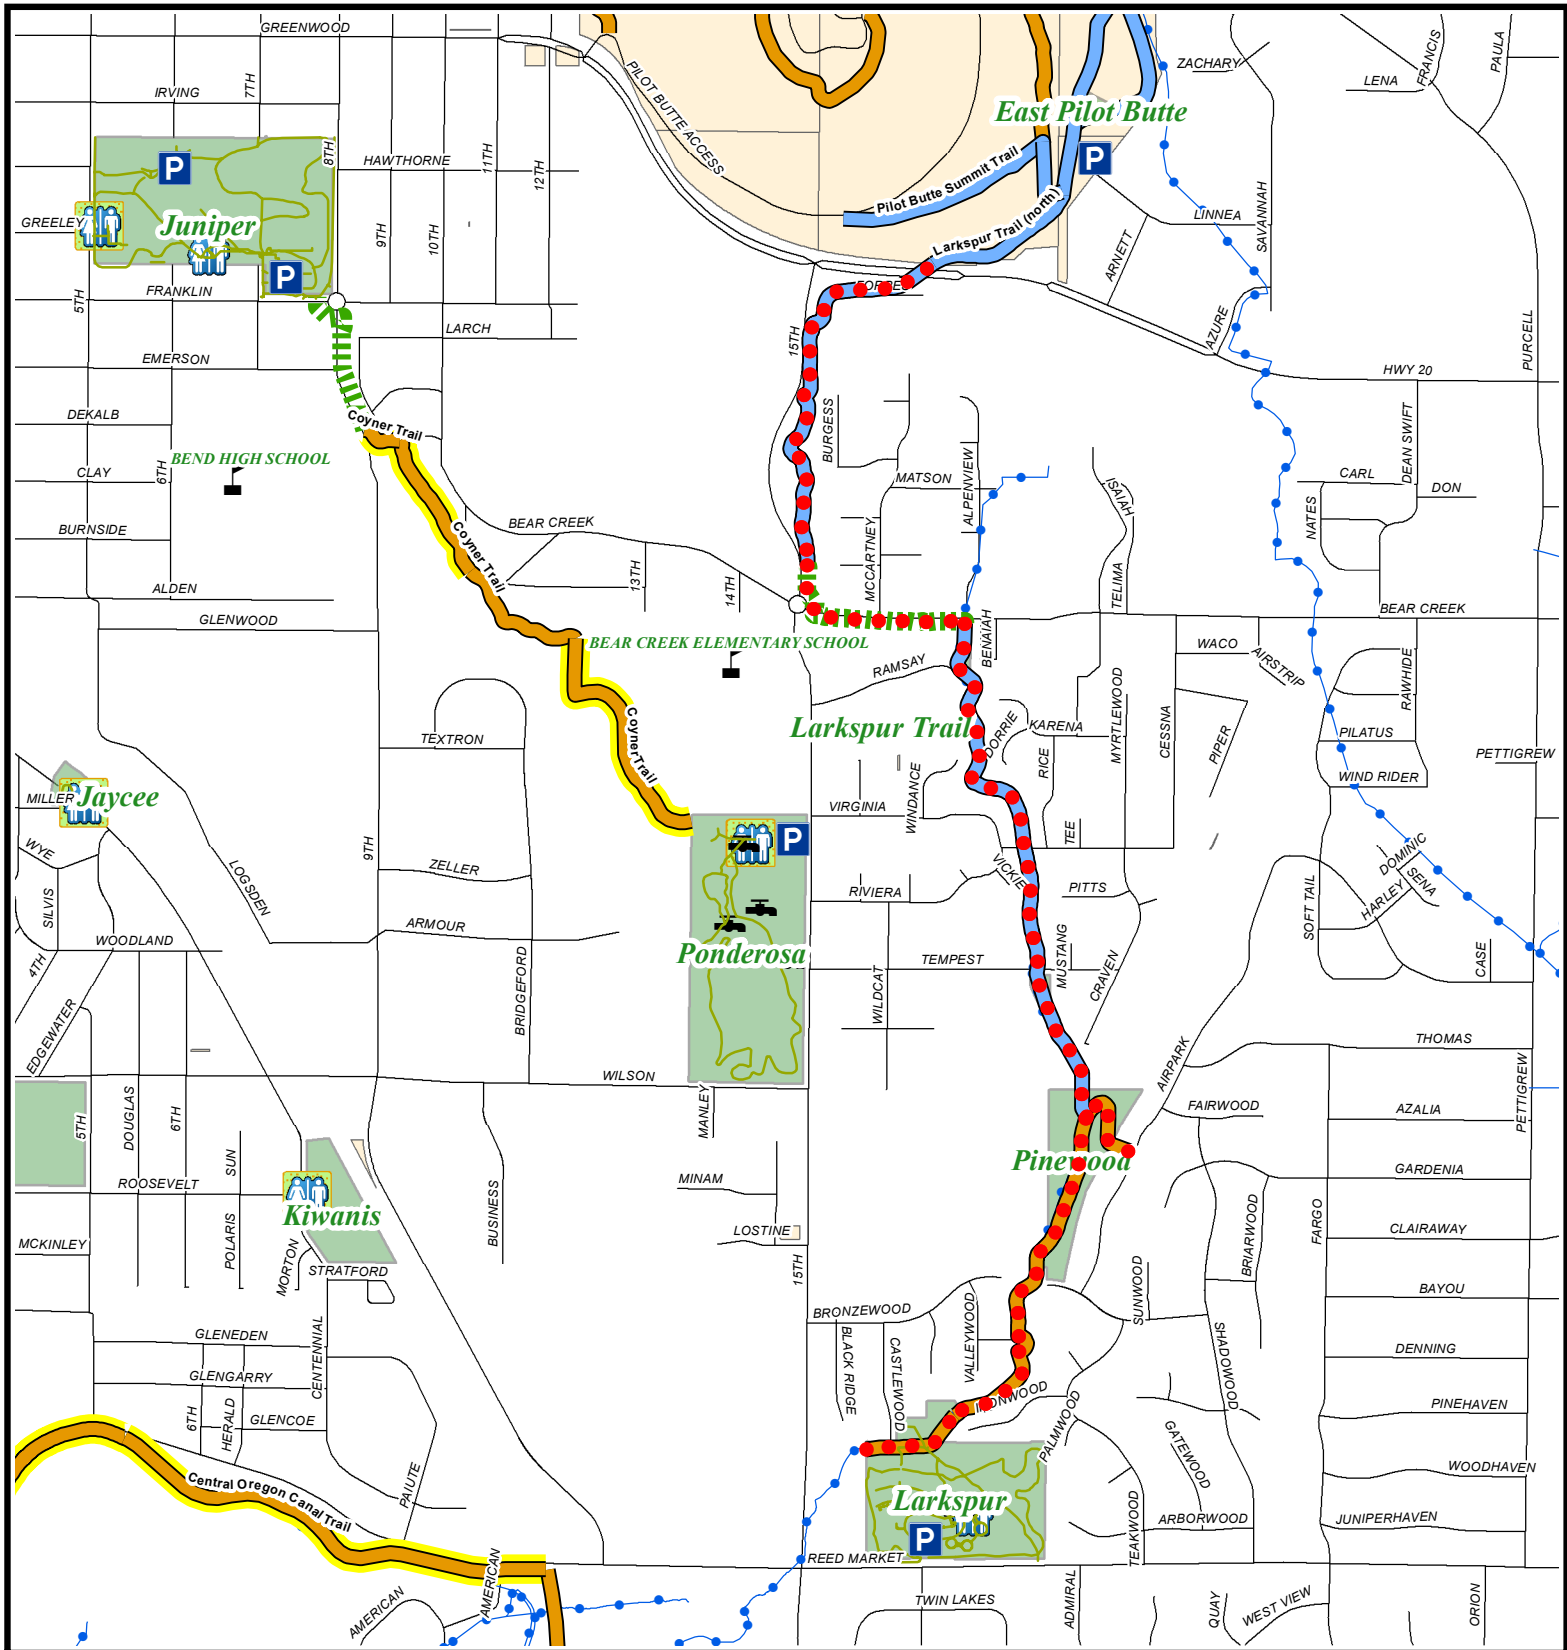 GREENWOOD
IRVING
7TH
8TH
HAWTHORNE
11TH
12TH
9TH
10TH
GREELEY
P
Juniper
P
FRANKLIN
5TH
LARCH
EMERSON
DEKALB
CLAY
6TH
BEND HIGH SCHOOL
BURNSIDE
ALDEN
GLENWOOD
Coyner Trail
Coyner Trail
Coyner Trail
BEAR CREEK
13TH
14TH
BEAR CREEK ELEMENTARY SCHOOL
PILOT BUTTE ACCESS
East Pilot Butte
P
Pilot Butte Summit Trail
Larkspur Trail (north)
ZACHARY
LENA
FRANCIS
PAULA
LINNEA
SAVANNAH
ARNETT
AZURE
PURCELL
HWY 20
15TH
BURGESS
MATSON
ALPENVIEW
MCCARTNEY
ISAIAH
TELIMA
CARL
DEAN SWIFT
DON
NATES
BEAR CREEK
BENAIAH
RAMSAY
WACO
AIRSTRIP
RAWHIDE
PILATUS
WIND RIDER
PETTIGREW
Larkspur Trail
DORRIE
KARENA
RICE
MYRTLEWOOD
CESSNA
PIPER
WINDANCE
VIRGINIA
TEE
VICKIE
PITTS
RIVIERA
TEXTRON
MILLER
Jaycee
WYE
SILVIS
LOGSDEN
9TH
ZELLER
ARMOUR
WOODLAND
4TH
BRIDGEFORD
P
Ponderosa
TEMPEST
WILDCAT
MUSTANG
CRAVEN
SOFT TAIL
HARLEY
DOMINIC
SENA
CASE
EDGEWATER
WILSON
MANLEY
AIRPARK
THOMAS
PETTIGREW
FAIRWOOD
AZALIA
5TH
DOUGLAS
6TH
SUN
ROOSEVELT
Kiwanis
BUSINESS
MINAM
LOSTINE
Pinewood
GARDENIA
FARGO
BRIARWOOD
CLAIRAWAY
MCKINLEY
POLARIS
MORTON
STRATFORD
15TH
BAYOU
BRONZEWOOD
VALLEYWOOD
SUNWOOD
SHADOWOOD
GLENEDEN
CENTENNIAL
BLACK RIDGE
CASTLEWOOD
DENNING
GLENGARRY
6TH
HERALD
GLENCOE
PALMWOOD
GATEWOOD
PINEHAVEN
Central Oregon Canal Trail
PAIUTE
WOODHAVEN
Larkspur
P
TEAKWOOD
ARBORWOOD
JUNIPERHAVEN
REED MARKET
AMERICAN
AMERICAN
TWIN LAKES
ADMIRAL
QUAY
WEST VIEW
ORION